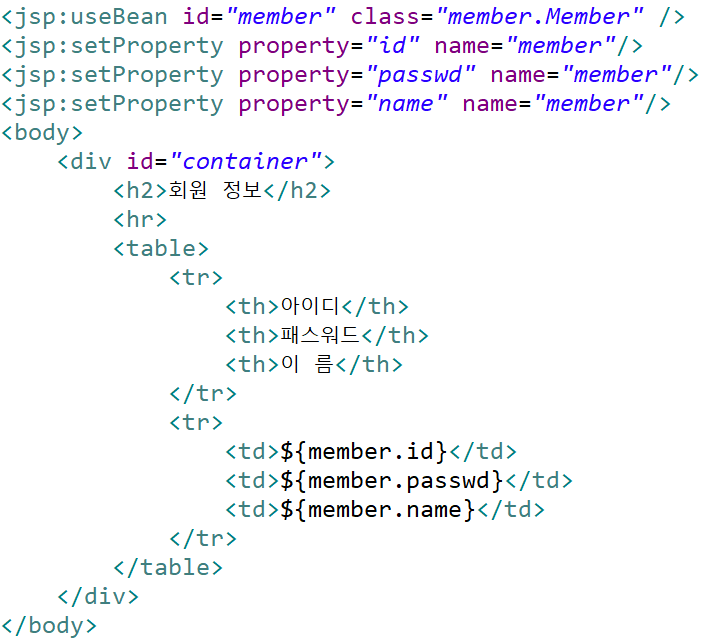 <jsp:useBean id="member" class="member.Member" />
<jsp:setProperty property="id" name="member"/>
<jsp:setProperty property="passwd" name="member"/>
<jsp:setProperty property="name" name="member"/>
<body>
    <div id="container">
        <h2>회원 정보</h2>
        <hr>
        <table>
            <tr>
                <th>아이디</th>
                <th>패스워드</th>
                <th>이 름</th>
            </tr>
            <tr>
                <td>${member.id}</td>
                <td>${member.passwd}</td>
                <td>${member.name}</td>
            </tr>
        </table>
    </div>
</body>